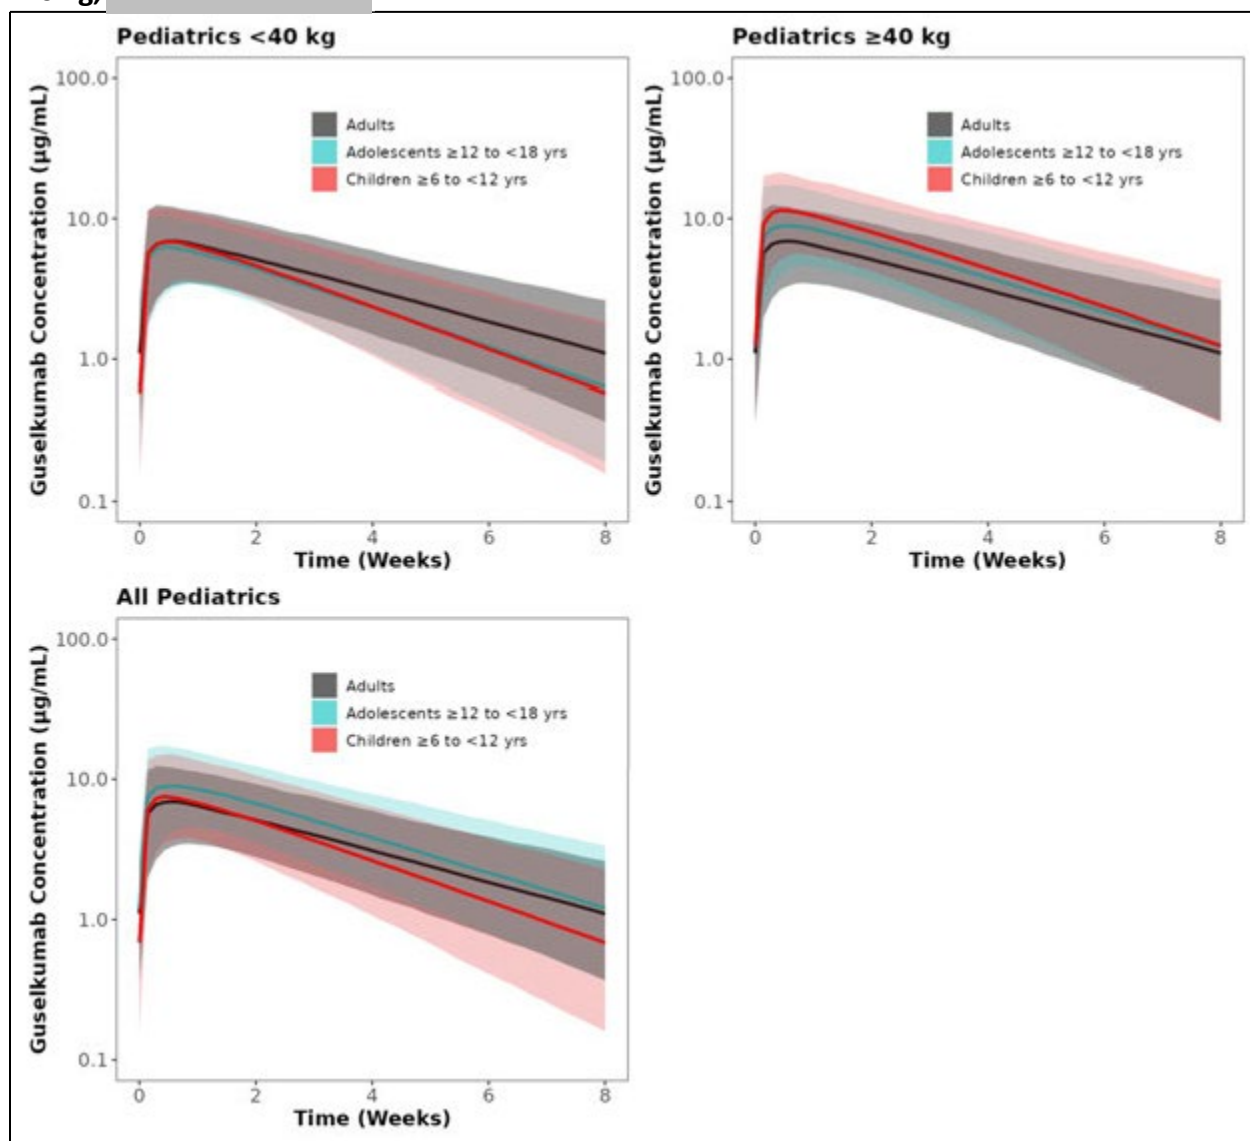 Pediatrics <40 kg
Guselkumab Concentration (µg/mL)
100.0
10.0
1.0
0.1
Adults
Adolescents ≥12 to <18 yrs
Children ≥6 to <12 yrs
0 2 4 6 8
Time (Weeks)
Pediatrics ≥40 kg
Guselkumab Concentration (µg/mL)
100.0
10.0
1.0
0.1
Adults
Adolescents ≥12 to <18 yrs
Children ≥6 to <12 yrs
0 2 4 6 8
Time (Weeks)
All Pediatrics
Guselkumab Concentration (µg/mL)
100.0
10.0
1.0
0.1
Adults
Adolescents ≥12 to <18 yrs
Children ≥6 to <12 yrs
0 2 4 6 8
Time (Weeks)